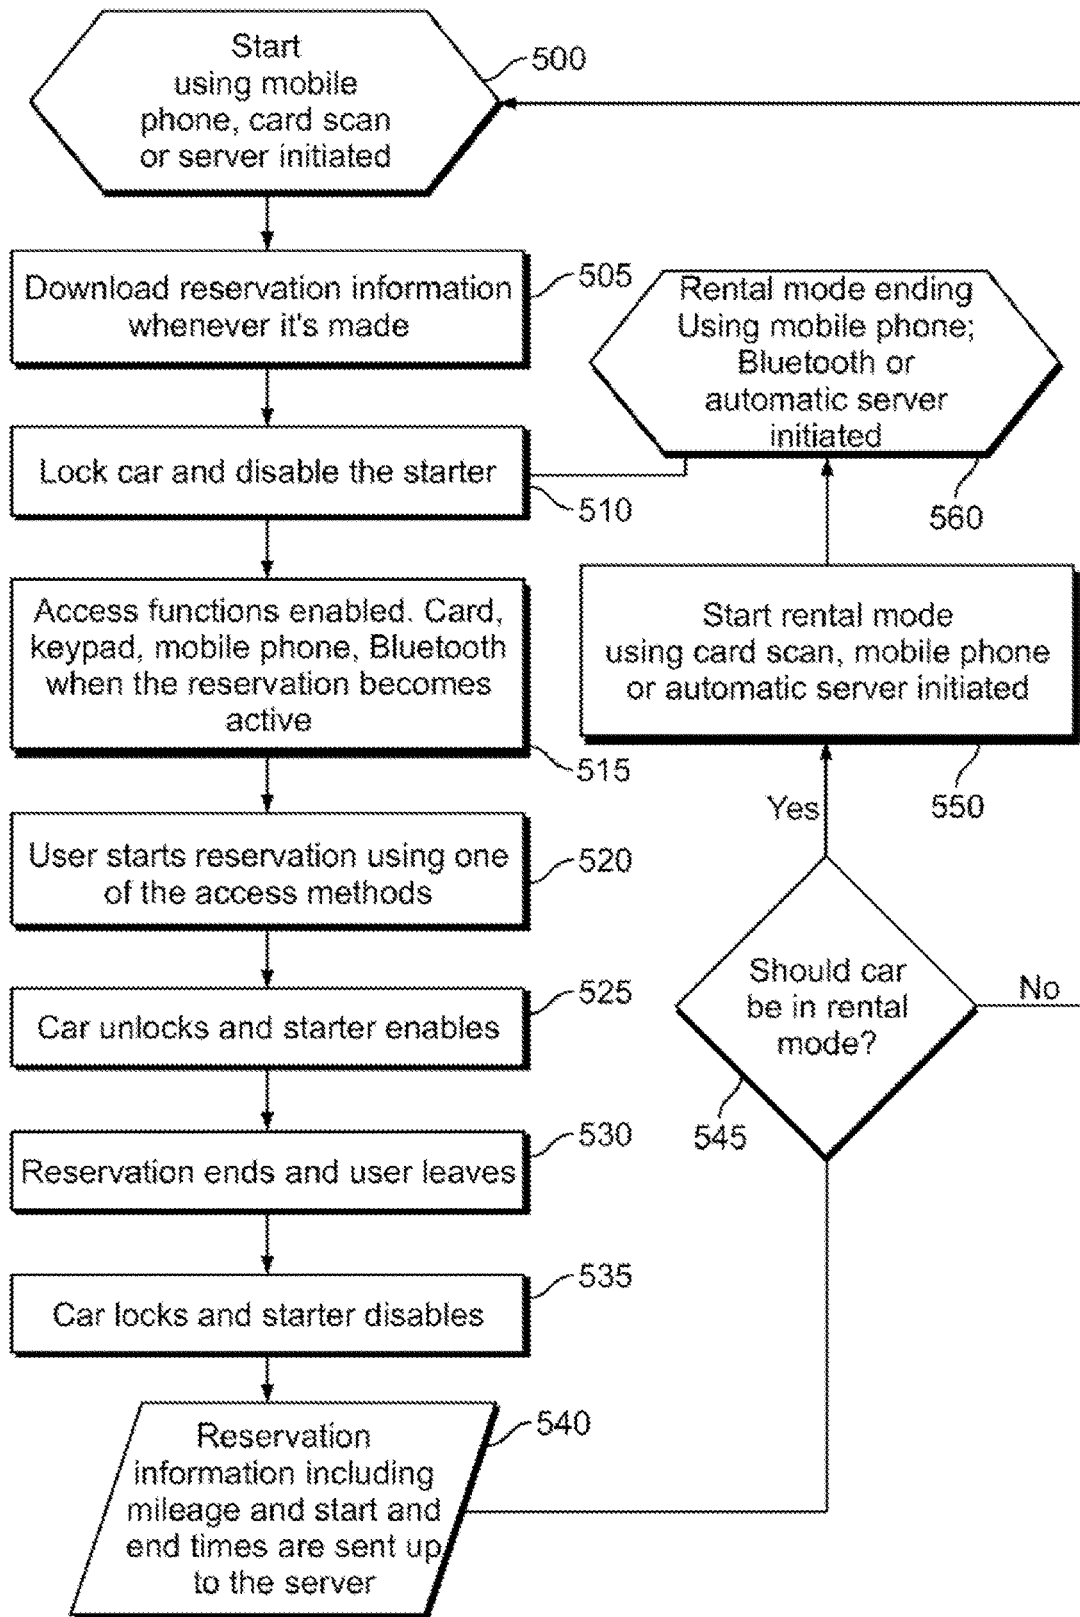 Start
using mobile
phone, card scan
or server initiated
500
Download reservation information
whenever it's made
505
Lock car and disable the starter
510
Access functions enabled. Card,
keypad, mobile phone, Bluetooth
when the reservation becomes
active
515
User starts reservation using one
of the access methods
520
Car unlocks and starter enables
525
Reservation ends and user leaves
530
Car locks and starter disables
535
Reservation
information including
mileage and start and
end times are sent up
to the server
540
Should car
be in rental
mode?
545
Yes
No
Start rental mode
using card scan, mobile phone
or automatic server initiated
550
Rental mode ending
Using mobile phone;
Bluetooth or
automatic server
initiated
560